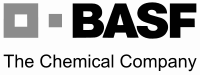 BASF
The Chemical Company